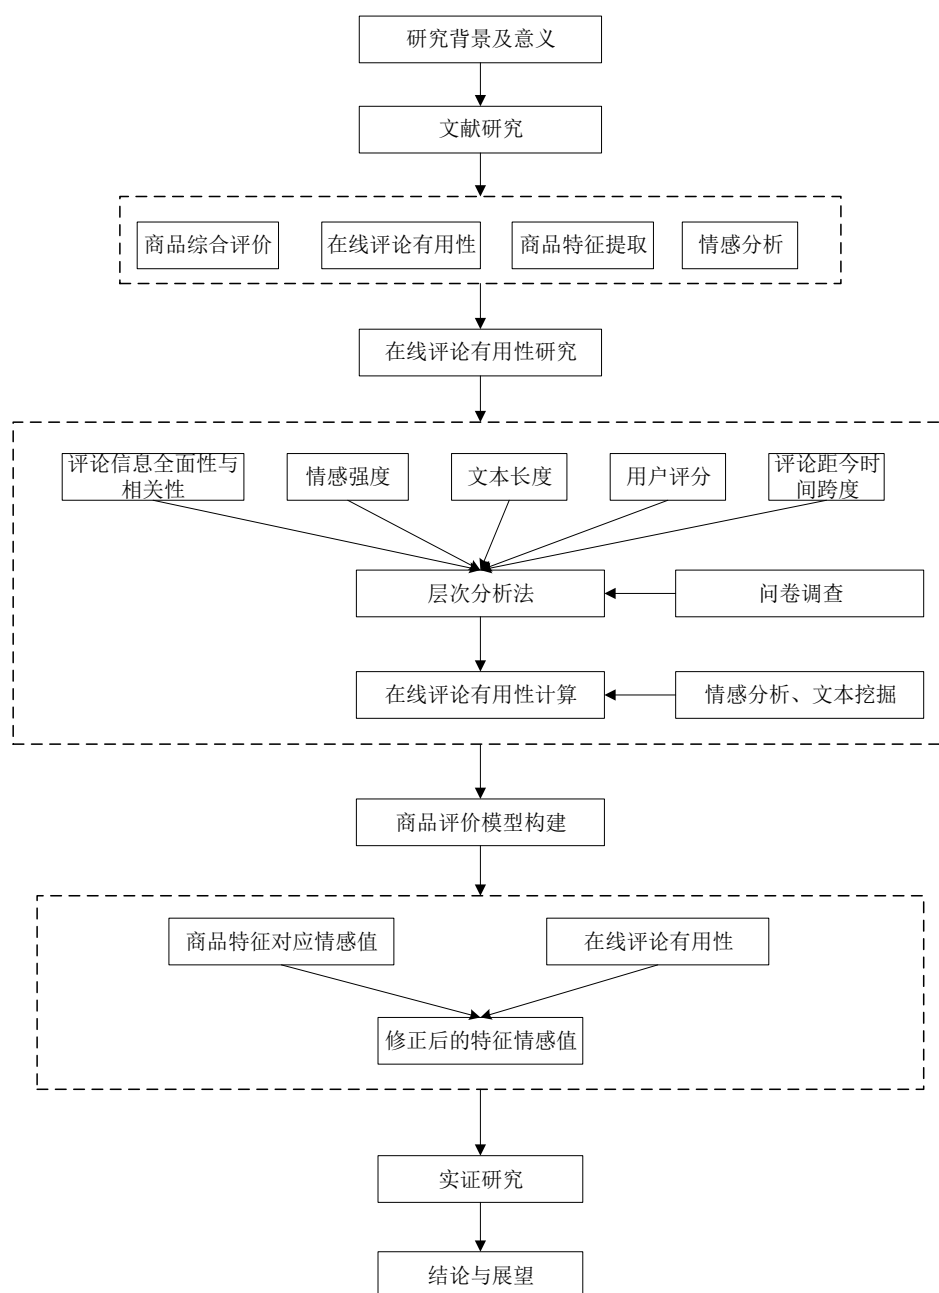 研究背景及意义
文献研究
商品综合评价
在线评论有用性
商品特征提取
情感分析
在线评论有用性研究
评论信息全面性与
相关性
情感强度
文本长度
用户评分
评论距今时
间跨度
层次分析法
问卷调查
在线评论有用性计算
情感分析、文本挖掘
商品评价模型构建
商品特征对应情感值
在线评论有用性
修正后的特征情感值
实证研究
结论与展望